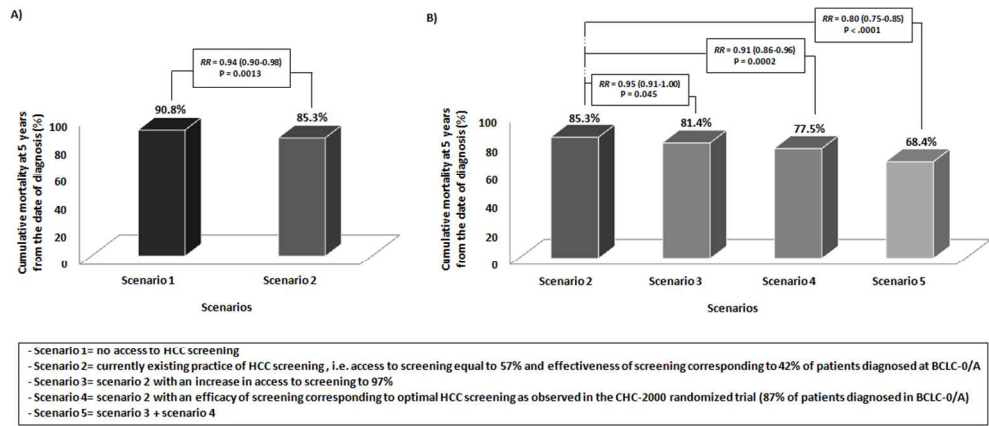 A)
RR = 0.94 (0.90-0.98)
P = 0.0013
90.8%
85.3%
Cumulative mortality at 5 years
from the date of diagnosis (%)
100
80
60
40
20
0
Scenario 1
Scenario 2
Scenarios
B)
RR = 0.80 (0.75-0.85)
P < .0001
RR = 0.91 (0.86-0.96)
P = 0.0002
RR = 0.95 (0.91-1.00)
P = 0.045
85.3%
81.4%
77.5%
68.4%
Cumulative mortality at 5 years
from the date of diagnosis (%)
100
80
60
40
20
0
Scenario 2
Scenario 3
Scenario 4
Scenario 5
Scenarios
- Scenario 1= no access to HCC screening
- Scenario 2= currently existing practice of HCC screening , i.e. access to screening equal to 57% and effectiveness of screening corresponding to 42% of patients diagnosed at BCLC-0/A
- Scenario 3= scenario 2 with an increase in access to screening to 97%
- Scenario 4= scenario 2 with an efficacy of screening corresponding to optimal HCC screening as observed in the CHC-2000 randomized trial (87% of patients diagnosed in BCLC-0/A)
- Scenario 5= scenario 3 + scenario 4